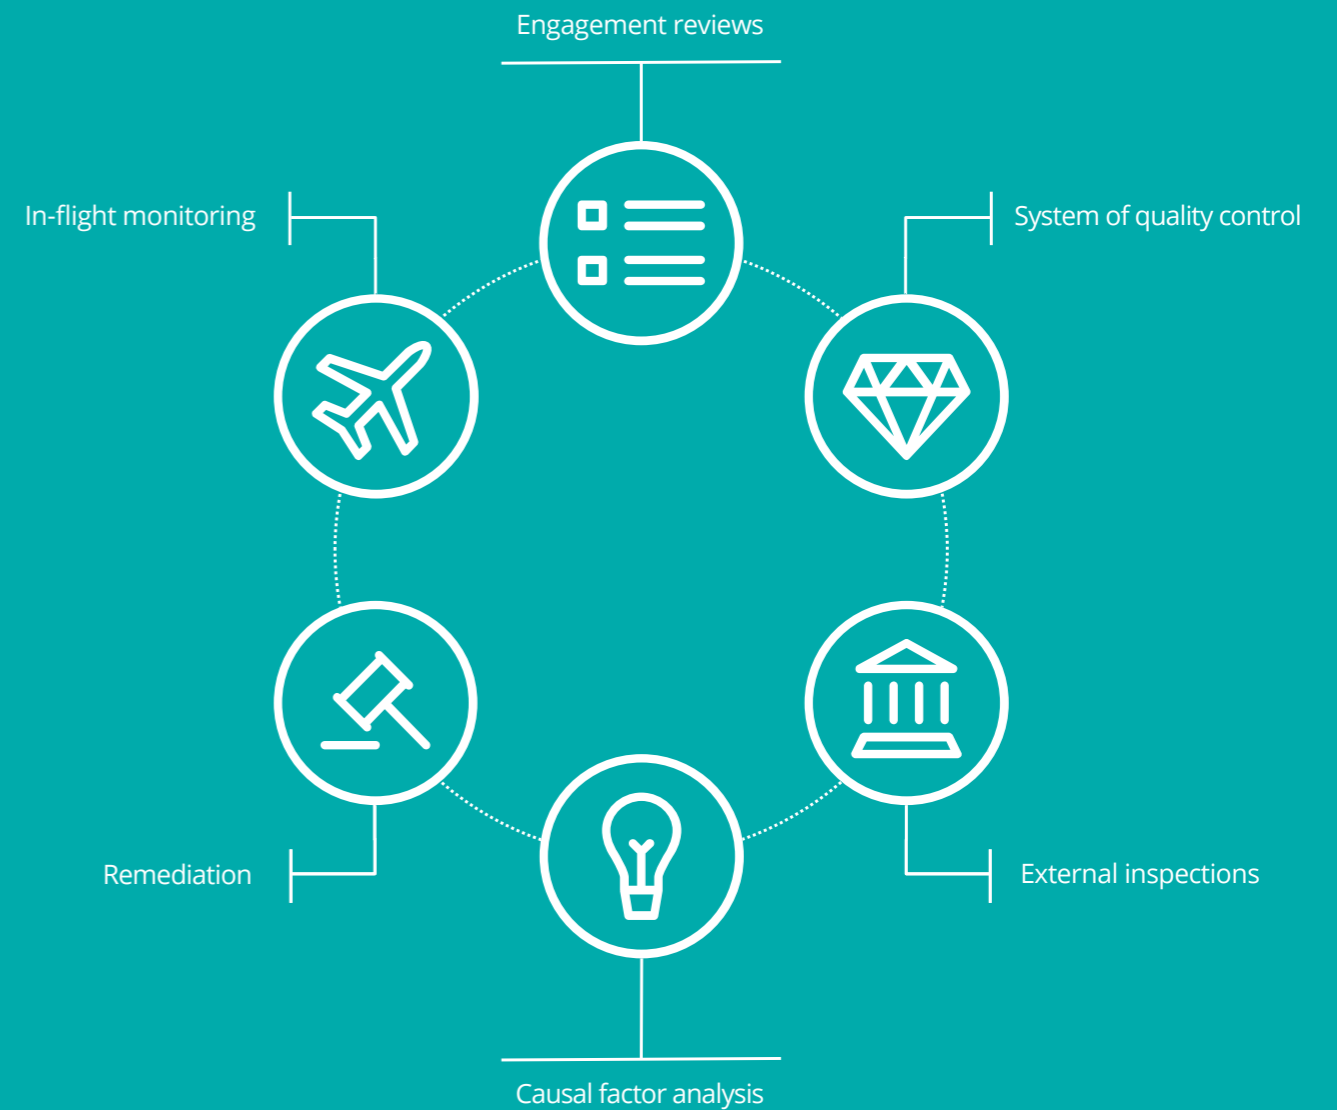 Engagement reviews
In-flight monitoring
System of quality control
Remediation
External inspections
Causal factor analysis